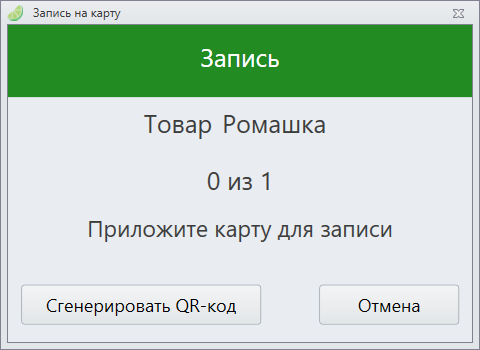 Запись на карту
Запись
Товар Ромашка
0 из 1
Приложите карту для записи
Сгенерировать QR-код
Отмена